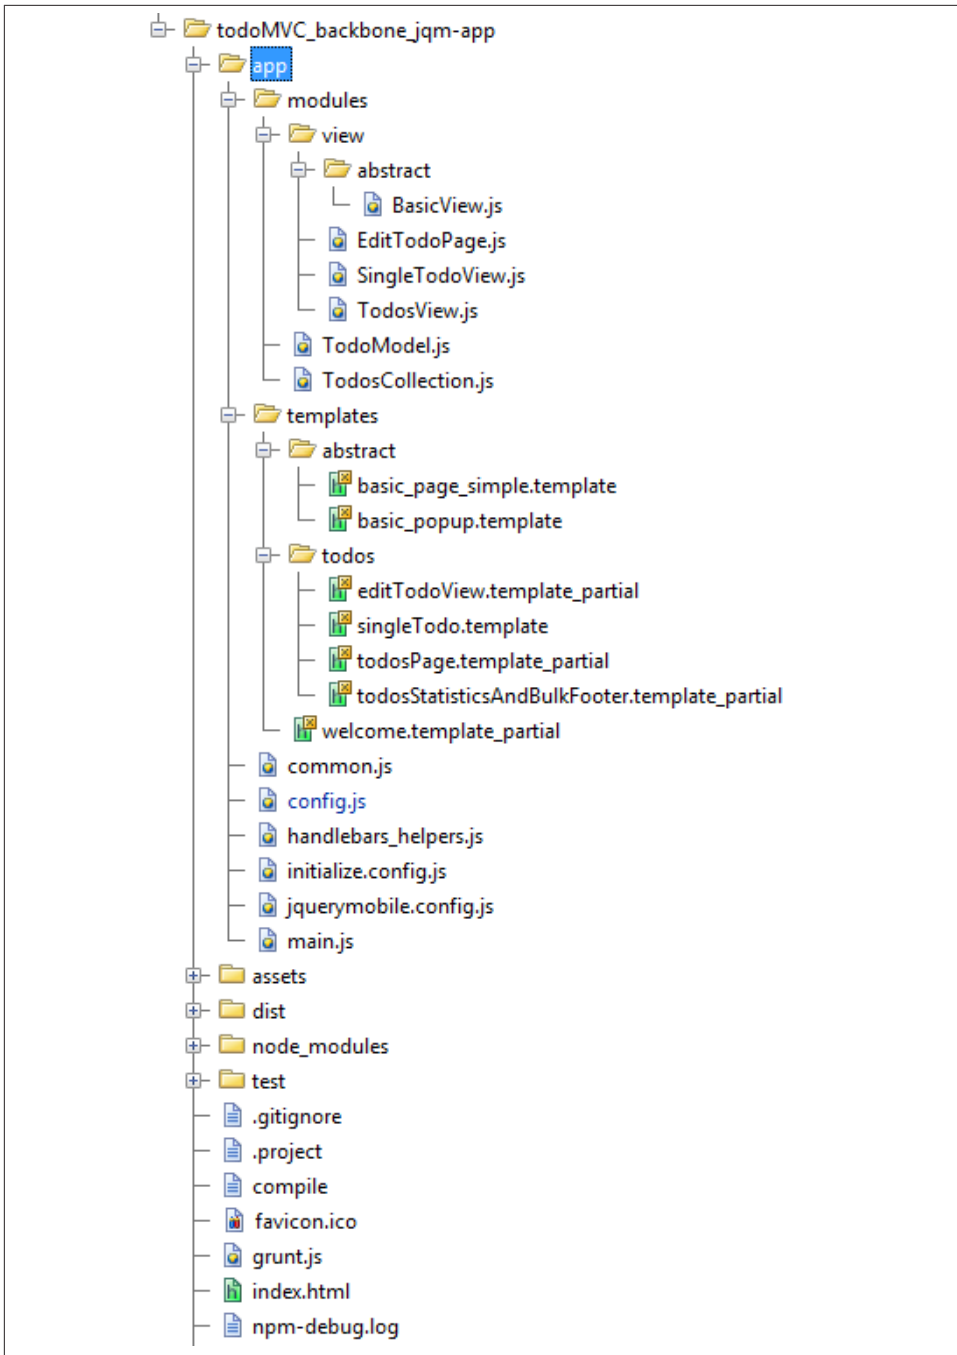 todoMVC_backbone_jqm-app
app
modules
view
abstract
BasicView.js
EditTodoPage.js
SingleTodoView.js
TodosView.js
TodoModel.js
TodosCollection.js
templates
abstract
basic_page_simple.template
basic_popup.template
todos
editTodoView.template_partial
singleTodo.template
todosPage.template_partial
todosStatisticsAndBulkFooter.template_partial
welcome.template_partial
common.js
config.js
handlebars_helpers.js
initialize.config.js
jquerymobile.config.js
main.js
assets
dist
node_modules
test
.gitignore
.project
compile
favicon.ico
grunt.js
index.html
npm-debug.log